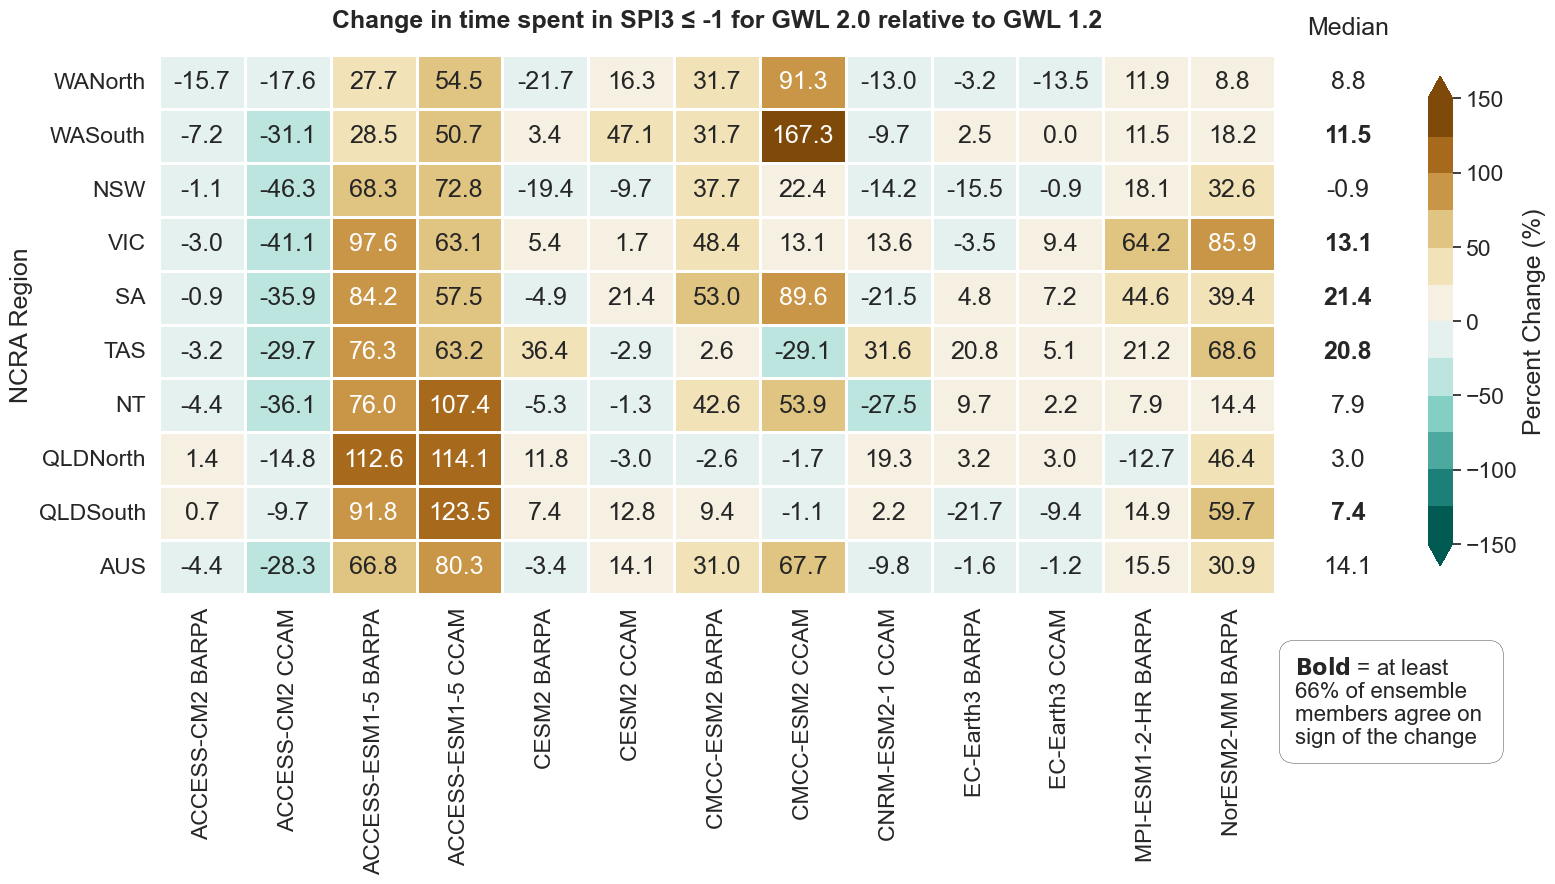 Change in time spent in SPI3 ≤ -1 for GWL 2.0 relative to GWL 1.2
Median
WANorth -15.7 -17.6 27.7 54.5 -21.7 16.3 31.7 91.3 -13.0 -3.2 -13.5 11.9 8.8 8.8
WASouth -7.2 -31.1 28.5 50.7 3.4 47.1 31.7 167.3 -9.7 2.5 0.0 11.5 18.2 11.5
NSW -1.1 -46.3 68.3 72.8 -19.4 -9.7 37.7 22.4 -14.2 -15.5 -0.9 18.1 32.6 -0.9
VIC -3.0 -41.1 97.6 63.1 5.4 1.7 48.4 13.1 13.6 -3.5 9.4 64.2 85.9 13.1
SA -0.9 -35.9 84.2 57.5 -4.9 21.4 53.0 89.6 -21.5 4.8 7.2 44.6 39.4 21.4
TAS -3.2 -29.7 76.3 63.2 36.4 -2.9 2.6 -29.1 31.6 20.8 5.1 21.2 68.6 20.8
NT -4.4 -36.1 76.0 107.4 -5.3 -1.3 42.6 53.9 -27.5 9.7 2.2 7.9 14.4 7.9
QLDNorth 1.4 -14.8 112.6 114.1 11.8 -3.0 -2.6 -1.7 19.3 3.2 3.0 -12.7 46.4 3.0
QLDSouth 0.7 -9.7 91.8 123.5 7.4 12.8 9.4 -1.1 2.2 -21.7 -9.4 14.9 59.7 7.4
AUS -4.4 -28.3 66.8 80.3 -3.4 14.1 31.0 67.7 -9.8 -1.6 -1.2 15.5 30.9 14.1
NCRA Region
ACCESS-CM2 BARPA
ACCESS-CM2 CCAM
ACCESS-ESM1-5 BARPA
ACCESS-ESM1-5 CCAM
CESM2 BARPA
CESM2 CCAM
CMCC-ESM2 BARPA
CMCC-ESM2 CCAM
CNRM-ESM2-1 CCAM
EC-Earth3 BARPA
EC-Earth3 CCAM
MPI-ESM1-2-HR BARPA
NorESM2-MM BARPA
150
100
50
0
−50
−100
−150
Percent Change (%)
Bold = at least
66% of ensemble
members agree on
sign of the change